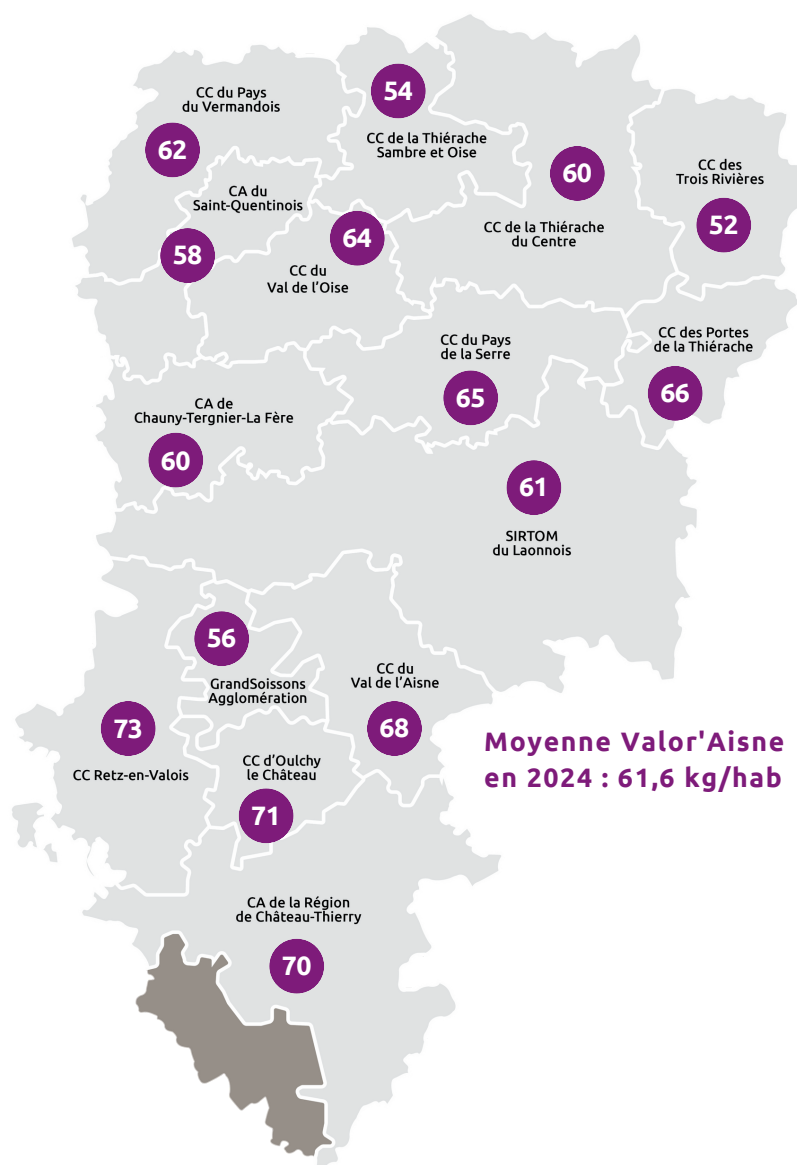 54
CC du Pays
du Vermandois
62
CC de la Thiérache
Sambre et Oise
60
CC des
Trois Rivières
52
CA du
Saint-Quentinois
58
64
CC du
Val de l'Oise
CC de la Thiérache
du Centre
CC du Pays
de la Serre
65
CC des Portes
de la Thiérache
66
CA de
Chauny-Tergnier-La Fère
60
61
SIRTOM
du Laonnois
56
GrandSoissons
Agglomération
CC du
Val de l'Aisne
68
73
CC Retz-en-Valois
CC d'Oulchy
le Château
71
Moyenne Valor'Aisne
en 2024 : 61,6 kg/hab
CA de la Région
de Château-Thierry
70